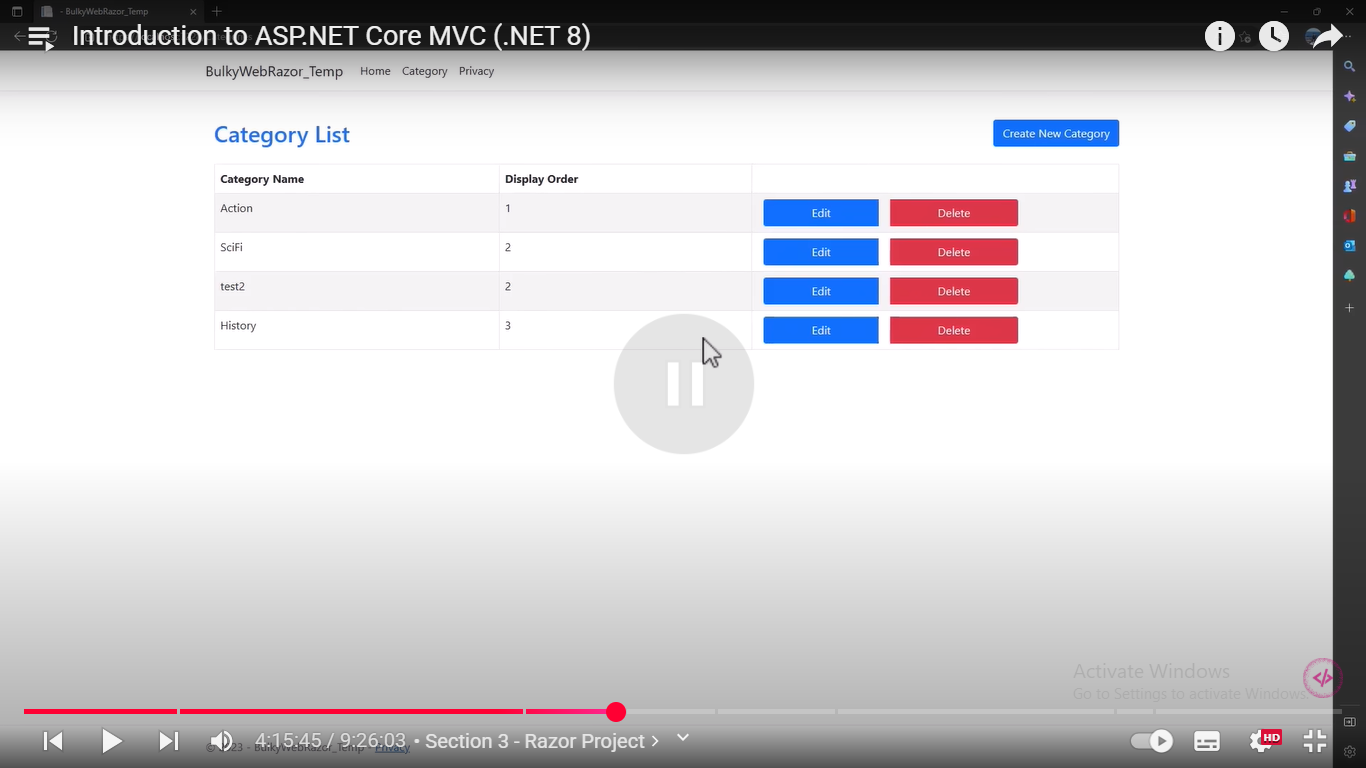 - BulkyWebRazor_Temp
Introduction to ASP.NET Core MVC (.NET 8)
BulkyWebRazor_Temp Home Category Privacy
Category List
Create New Category
Category Name Display Order
Action 1 Edit Delete
SciFi 2 Edit Delete
test2 2 Edit Delete
History 3 Edit Delete
Activate Windows
Go to Settings to activate Windows.
4:15:45 / 9:26:03 • Section 3 - Razor Project
HD
BulkyWebRazor_Temp - Privacy